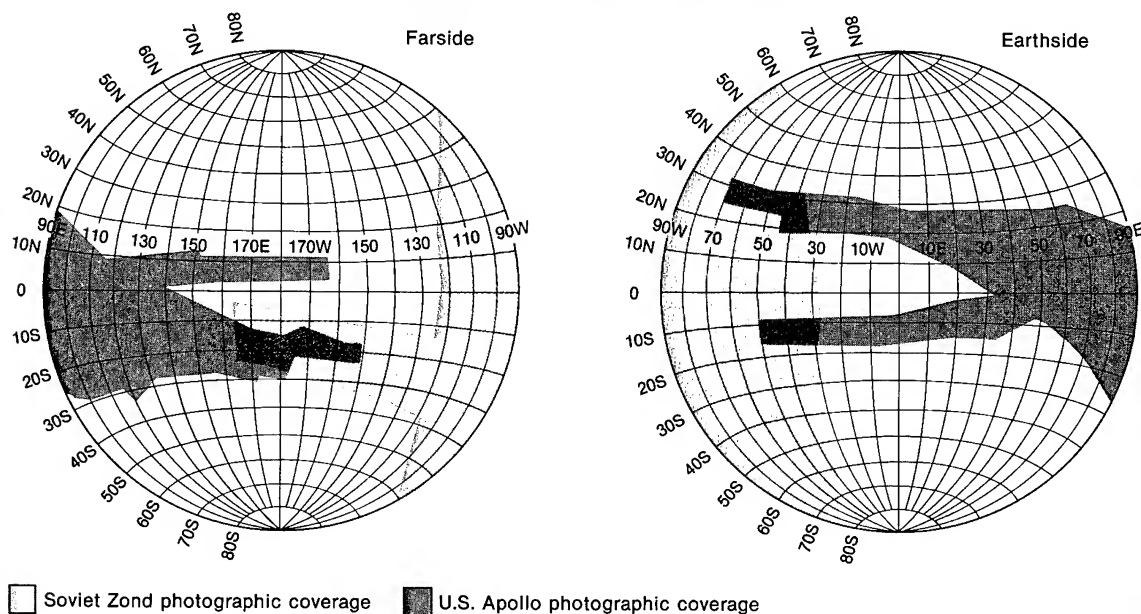 Farside
80N
70N
60N
50N
40N
30N
20N
90E
10N
110 130 150 170E 170W 150 130 110 90W
0
10S
20S
30S
40S
50S
60S
70S
80S
Earthside
80N
70N
60N
50N
40N
30N
20N
90W
10N
70 50 30 10W 10E 30 50 70 90E
0
10S
20S
30S
40S
50S
60S
70S
80S
Soviet Zond photographic coverage
U.S. Apollo photographic coverage